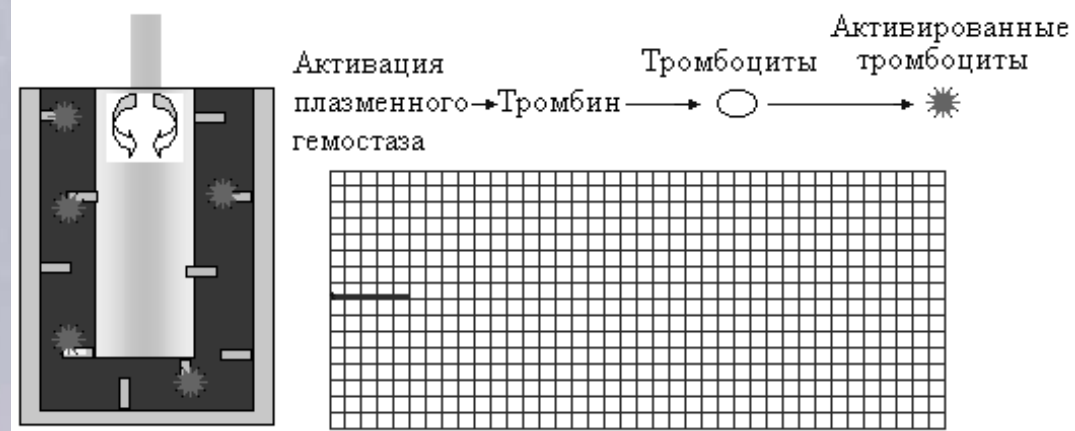 Активация
плазменного
гемостаза
Тромбин
Тромбоциты
Активированные
тромбоциты